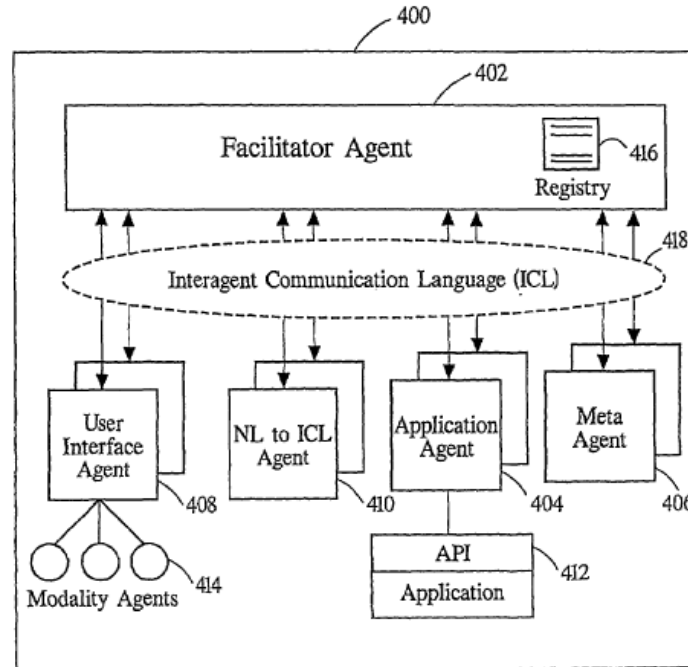 400
402
Facilitator Agent
416
Registry
418
Interagent Communication Language (ICL)
User
Interface
Agent
408
NL to ICL
Agent
410
Application
Agent
404
Meta
Agent
406
414
Modality Agents
API
412
Application